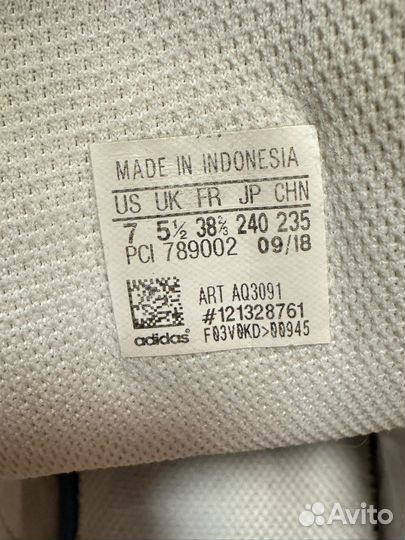 MADE IN INDONESIA
US UK FR JP CHN
7 5½ 38⅔ 240 235
PCI 789002 09/18
ART AQ3091
#121328761
adidas® F03V0KD>00945
Avito